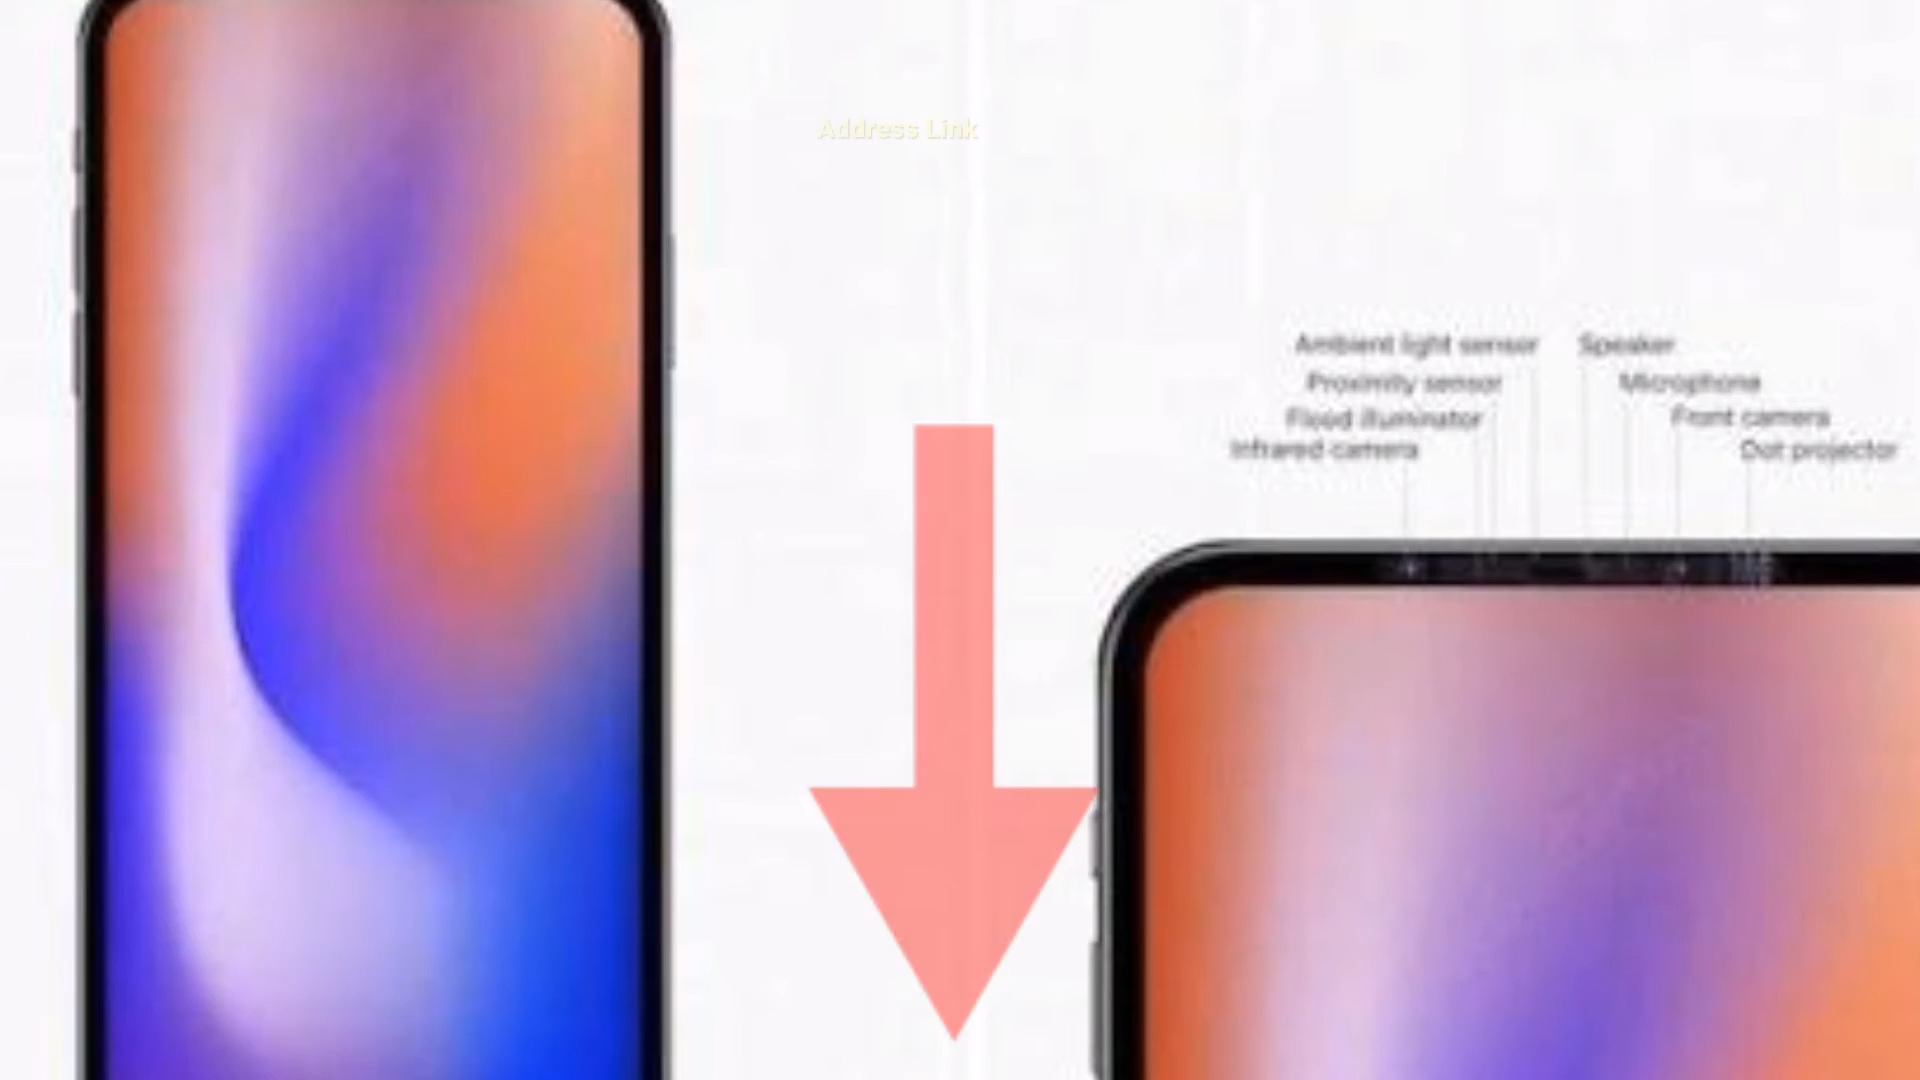 Address Link
Ambient light sensor Speaker
Proximity sensor Microphone
Flood illuminator Front camera
Infrared camera Dot projector